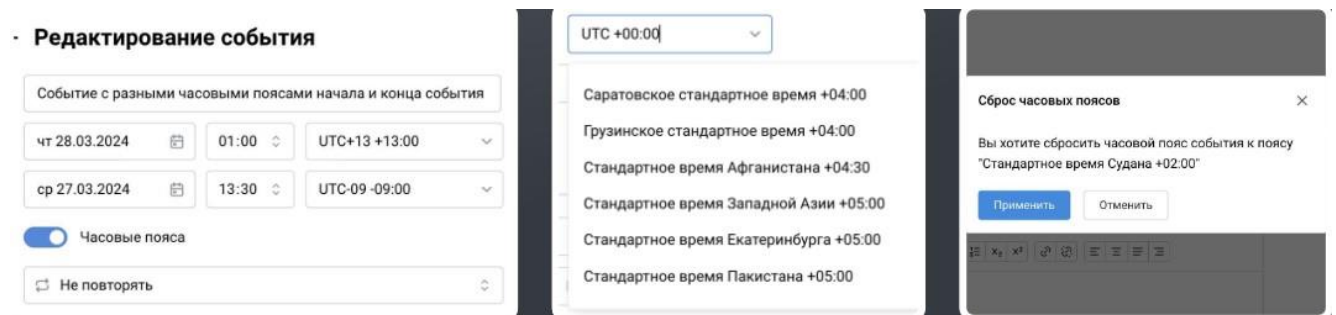 Редактирование события
Событие с разными часовыми поясами начала и конца события
чт 28.03.2024 01:00 UTC+13 +13:00
ср 27.03.2024 13:30 UTC-09 -09:00
Часовые пояса
Не повторять
UTC +00:00
Саратовское стандартное время +04:00
Грузинское стандартное время +04:00
Стандартное время Афганистана +04:30
Стандартное время Западной Азии +05:00
Стандартное время Екатеринбурга +05:00
Стандартное время Пакистана +05:00
Сброс часовых поясов
Вы хотите сбросить часовой пояс события к поясу
"Стандартное время Судана +02:00"
Применить Отменить
x₂ x²